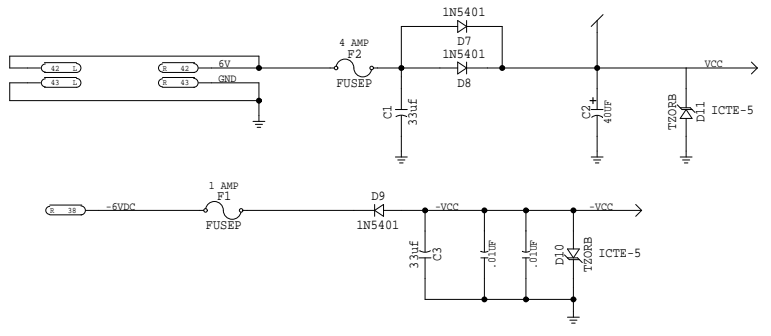 1N5401
D7
1N5401
D8
4 AMP
F2
FUSEP
42 L
R 42
6V
43 L
R 43
GND
C1
33uf
C2
+
40UF
VCC
TZORB
D11
ICTE-5
R 38
-6VDC
1 AMP
F1
FUSEP
D9
1N5401
-VCC
-VCC
33uf
C3
.01UF
.01UF
D10
TZORB
ICTE-5